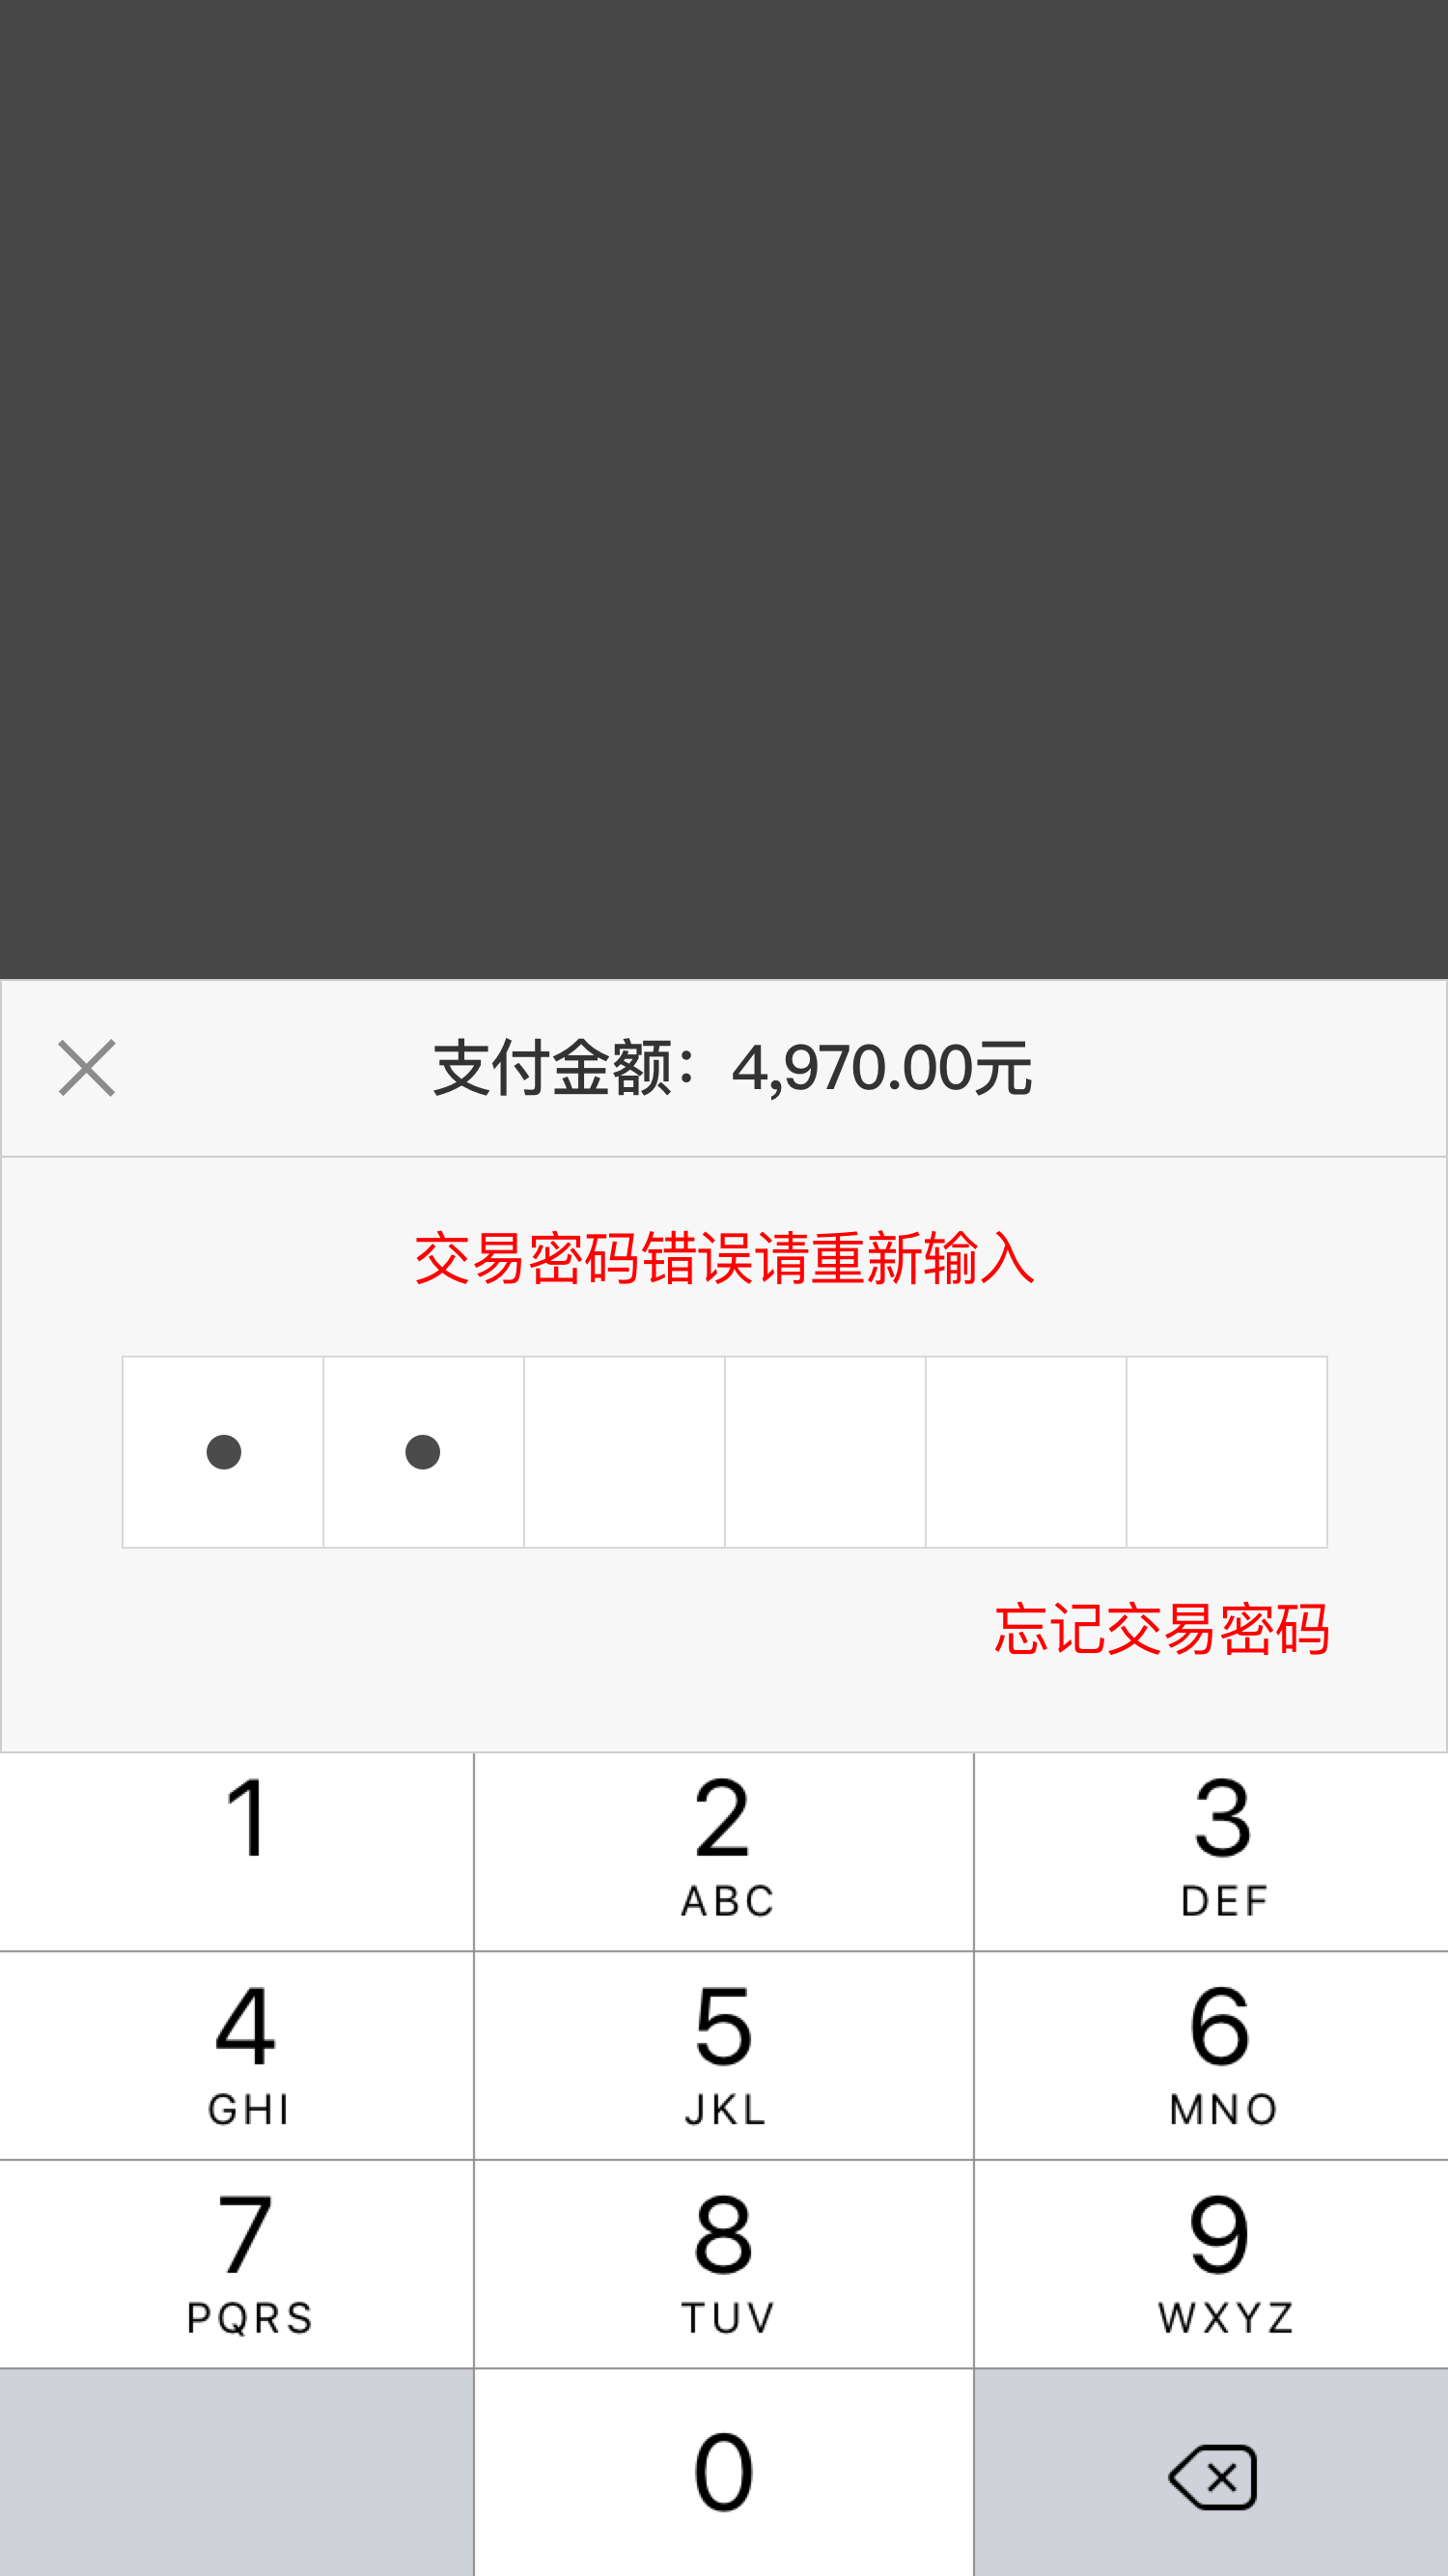 支付金额：4,970.00元
交易密码错误请重新输入
忘记交易密码
1 2 3
ABC DEF
4 5 6
GHI JKL MNO
7 8 9
PQRS TUV WXYZ
0